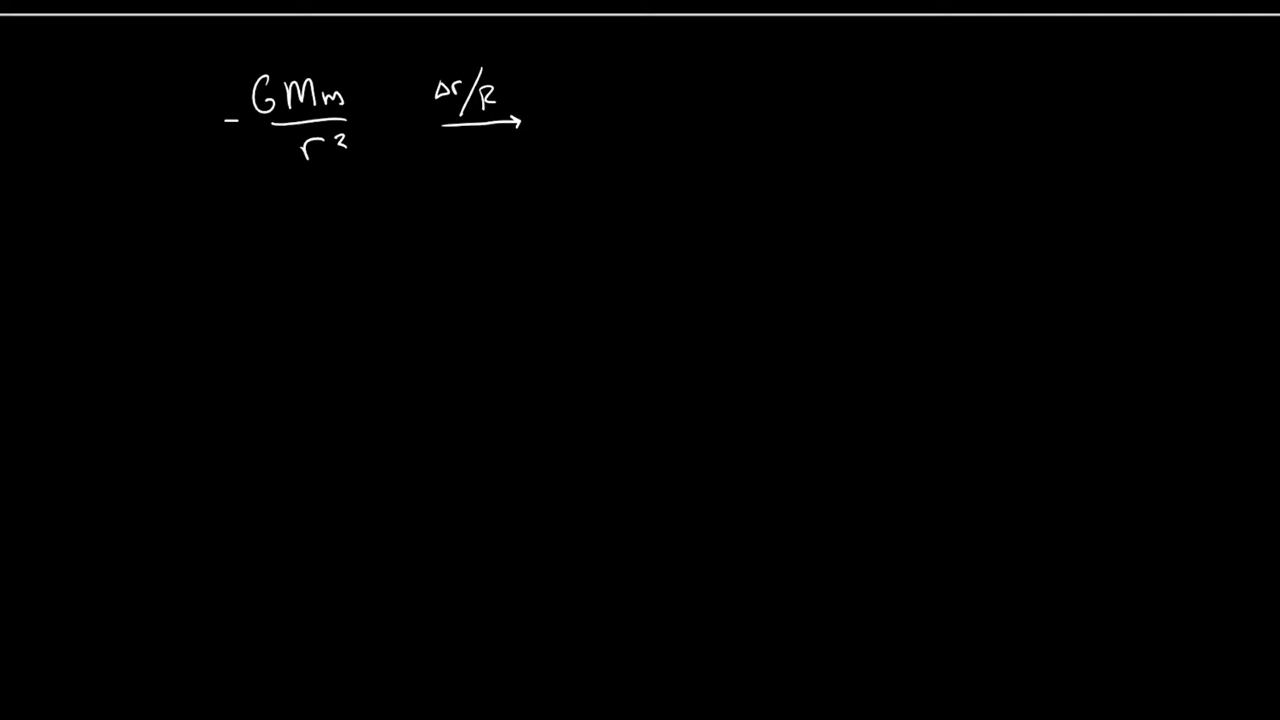 - GMm / r² Δr/R →